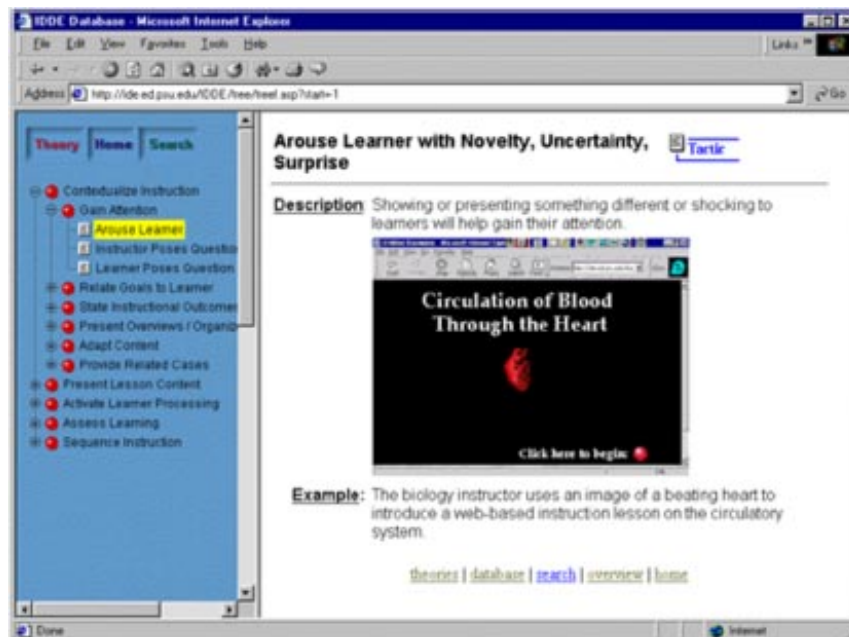 IDDE Database - Microsoft Internet Explorer
File Edit View Favorites Tools Help
Links
Address http://ide.ed.psu.edu/IDDE/tree/tree1.asp?start=1
Go
Theory Home Search
Contextualize Instruction
Gain Attention
Arouse Learner
Instructor Poses Question
Learner Poses Question
Relate Goals to Learner
State Instructional Outcomes
Present Overviews / Organiz
Adapt Content
Provide Related Cases
Present Lesson Content
Activate Learner Processing
Assess Learning
Sequence Instruction
Arouse Learner with Novelty, Uncertainty,
Surprise
Tactic
Description Showing or presenting something different or shocking to
learners will help gain their attention.
Circulation of Blood
Through the Heart
Click here to begin:
Example: The biology instructor uses an image of a beating heart to
introduce a web-based instruction lesson on the circulatory
system.
theories | database | search | overview | home
Done
Internet